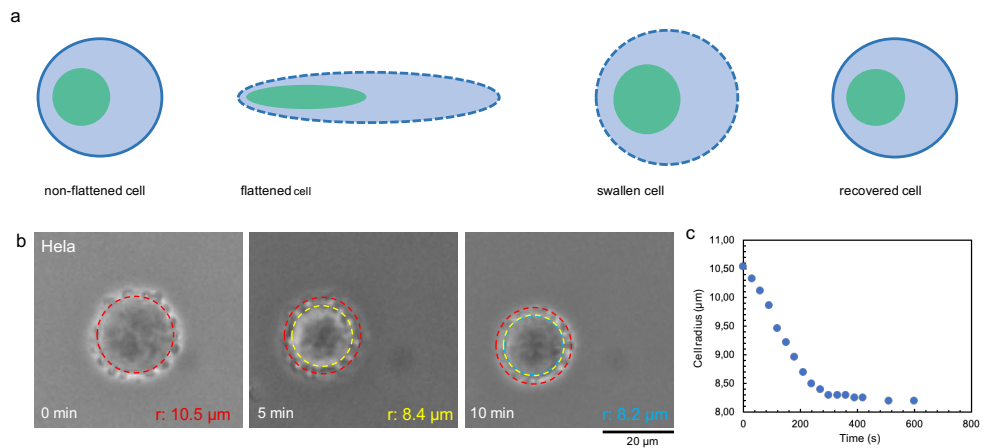 a
non-flattened cell
flattened cell
swallen cell
recovered cell
b
Hela
0 min
r: 10.5 µm
5 min
r: 8.4 µm
10 min
r: 8.2 µm
20 µm
c
Cell radius (µm)
11,00
10,50
10,00
9,50
9,00
8,50
8,00
0
200
400
600
800
Time (s)